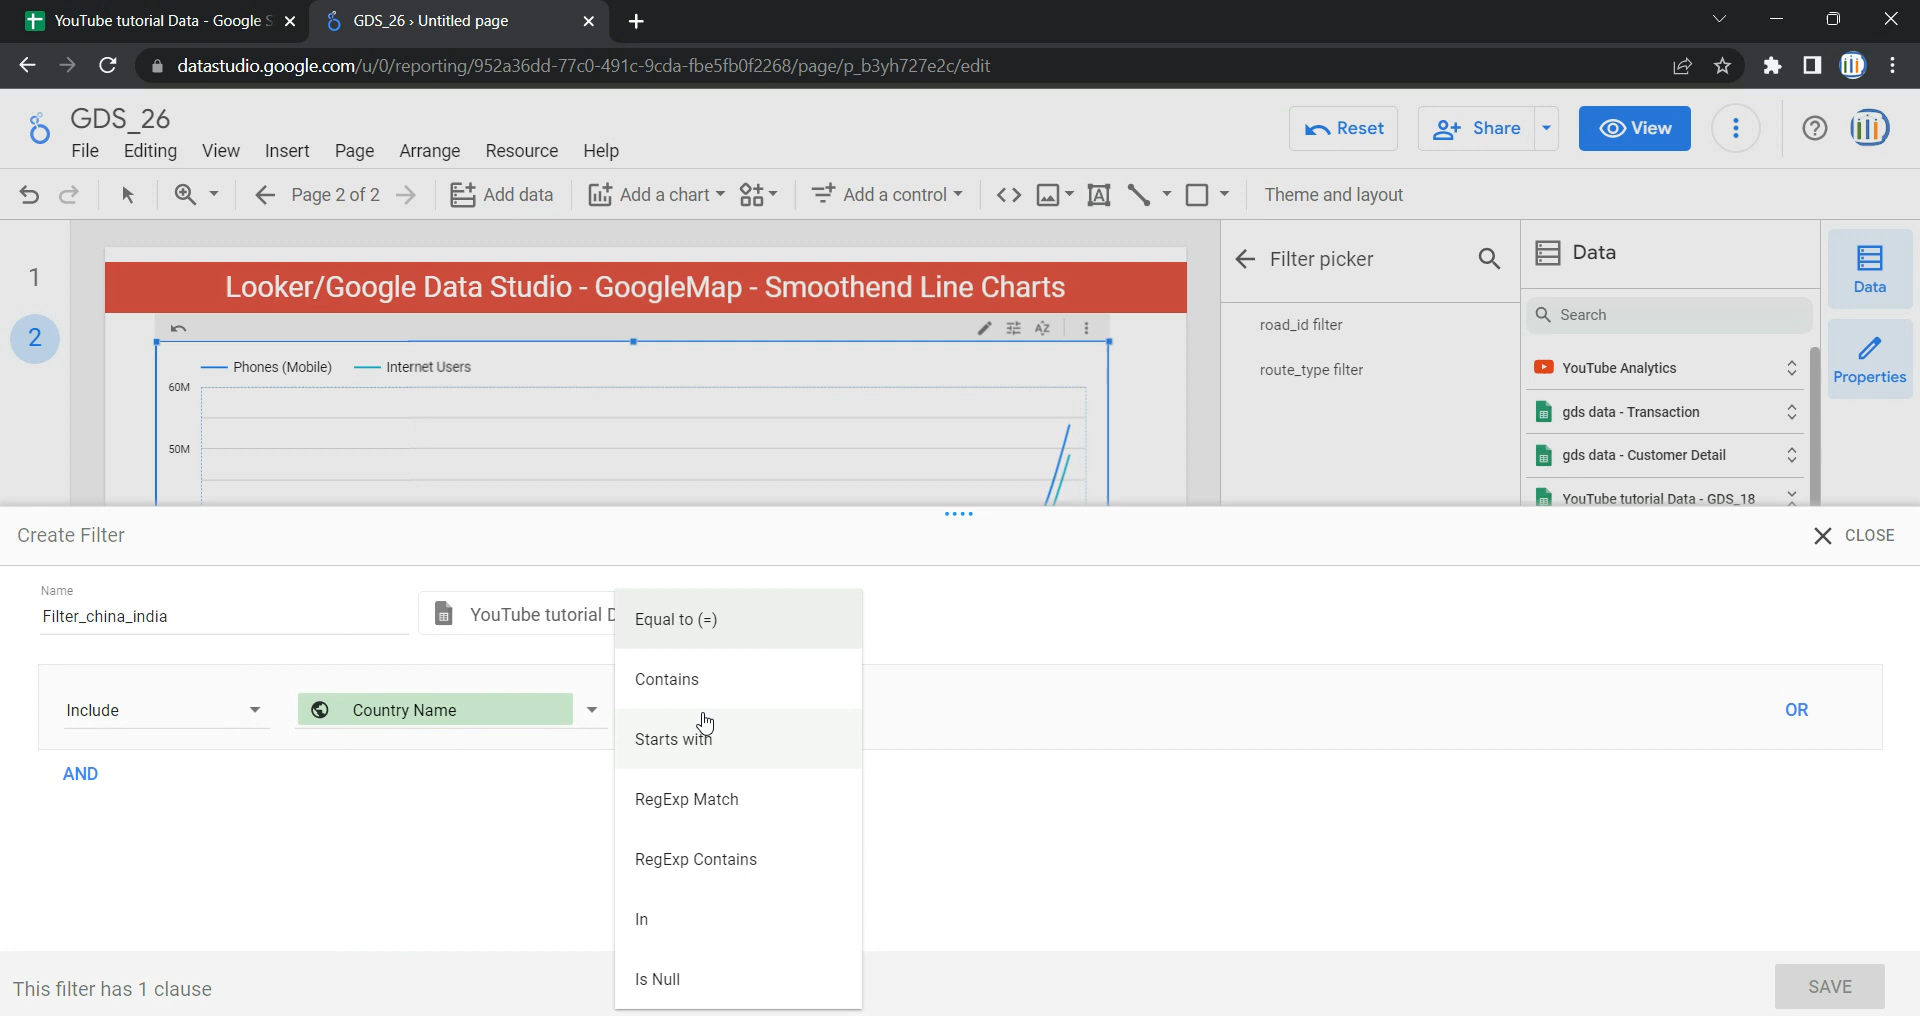 YouTube tutorial Data - Google S
GDS_26 › Untitled page
datastudio.google.com/u/0/reporting/952a36dd-77c0-491c-9cda-fbe5fb0f2268/page/p_b3yh727e2c/edit
GDS_26
Reset
Share
View
File Editing View Insert Page Arrange Resource Help
Page 2 of 2
Add data
Add a chart
Add a control
Theme and layout
1
2
Looker/Google Data Studio - GoogleMap - Smoothend Line Charts
Phones (Mobile) Internet Users
60M
50M
Filter picker
road_id filter
route_type filter
Data
Search
YouTube Analytics
gds data - Transaction
gds data - Customer Detail
YouTube tutorial Data - GDS_18
Data
Properties
Create Filter
CLOSE
Name
Filter_china_india
YouTube tutorial D
Include
Country Name
OR
AND
Equal to (=)
Contains
Starts with
RegExp Match
RegExp Contains
In
Is Null
This filter has 1 clause
SAVE